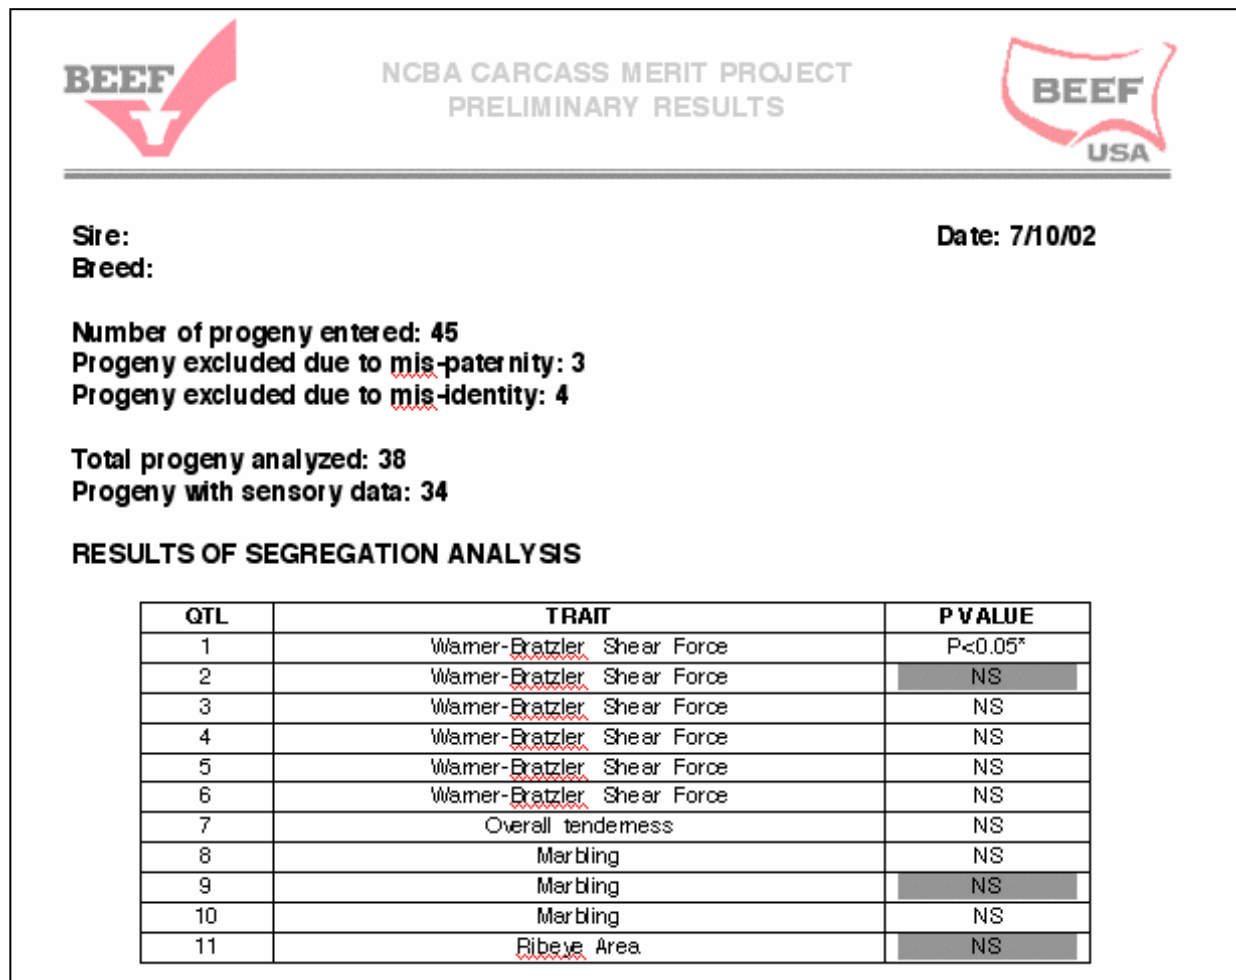 BEEF
NCBA CARCASS MERIT PROJECT
PRELIMINARY RESULTS
BEEF
USA
Sire:
Date: 7/10/02
Breed:
Number of progeny entered: 45
Progeny excluded due to mis-paternity: 3
Progeny excluded due to mis-identity: 4
Total progeny analyzed: 38
Progeny with sensory data: 34
RESULTS OF SEGREGATION ANALYSIS
QTL TRAIT P VALUE
1 Warner-Bratzler Shear Force P<0.05*
2 Warner-Bratzler Shear Force NS
3 Warner-Bratzler Shear Force NS
4 Warner-Bratzler Shear Force NS
5 Warner-Bratzler Shear Force NS
6 Warner-Bratzler Shear Force NS
7 Overall tenderness NS
8 Marbling NS
9 Marbling NS
10 Marbling NS
11 Ribeye Area NS